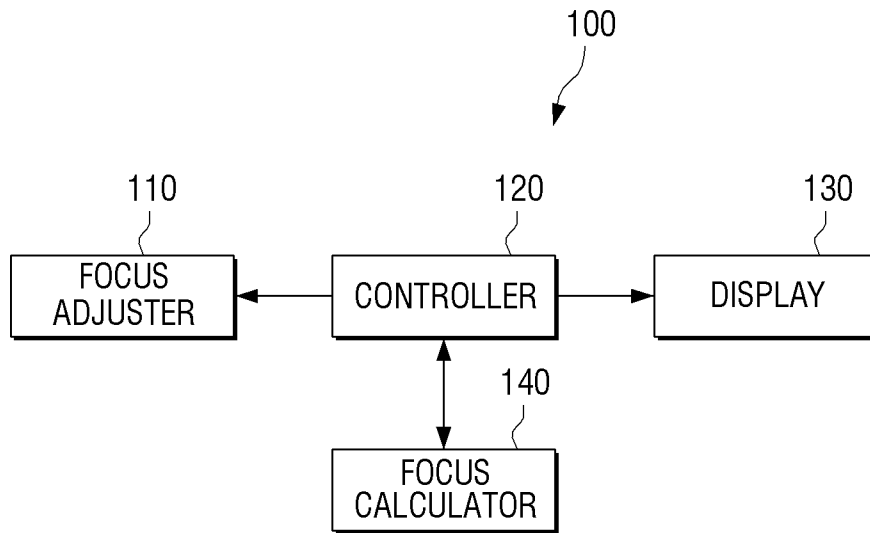 100
110
120
130
FOCUS
ADJUSTER
CONTROLLER
DISPLAY
140
FOCUS
CALCULATOR